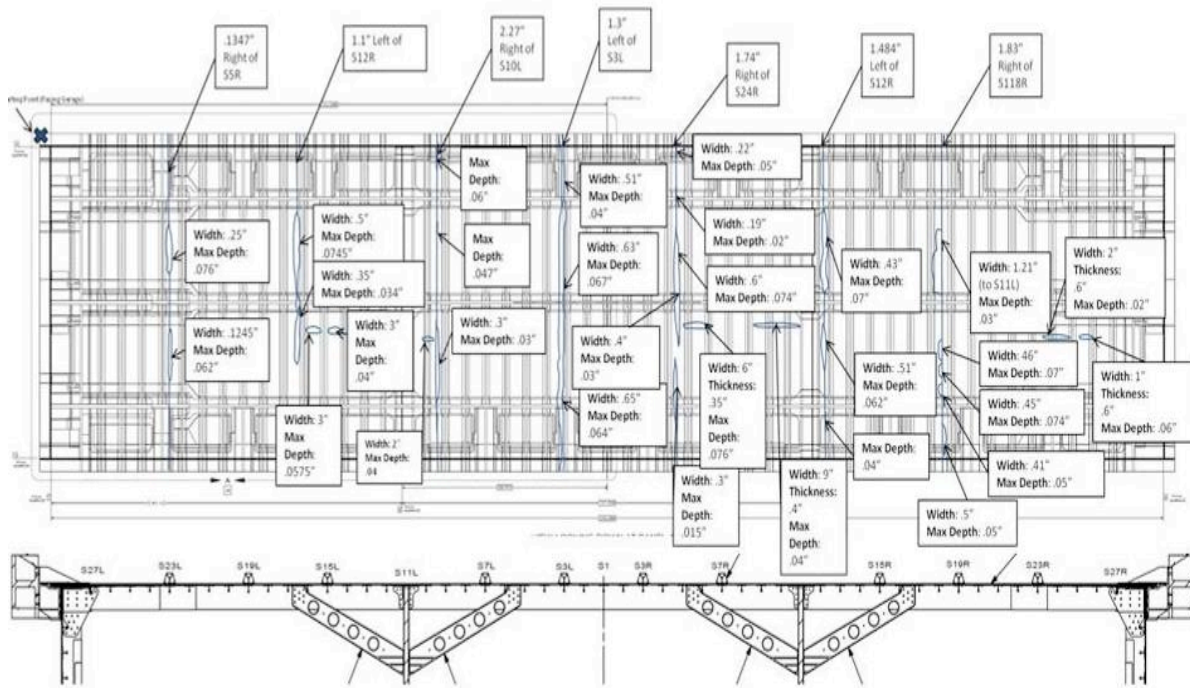 .1347"
Right of
S5R
1.1" Left of
S12R
2.27"
Right of
S10L
1.3"
Left of
S3L
1.74"
Right of
S24R
1.484"
Left of
S12R
1.83"
Right of
S118R
Width: .22"
Max Depth: .05"
Max
Depth:
.06"
Width: .51"
Max Depth:
.04"
Width: .19"
Max Depth: .02"
Width: .25"
Max Depth:
.076"
Width: .5"
Max Depth:
.0745"
Max
Depth:
.047"
Width: .63"
Max Depth:
.067"
Width: .6"
Max Depth: .074"
Width: .43"
Max Depth:
.07"
Width: 1.21"
(to S11L)
Max Depth:
.03"
Width: 2"
Thickness:
.6"
Max Depth: .02"
Width: .35"
Max Depth: .034"
Width: .1245"
Max Depth:
.062"
Width: 3"
Max
Depth:
.04"
Width: .3"
Max Depth: .03"
Width: .4"
Max Depth:
.03"
Width: 6"
Thickness:
.35"
Max
Depth:
.076"
Width: .51"
Max Depth:
.062"
Width: 46"
Max Depth: .07"
Width: 1"
Thickness:
.6"
Max Depth: .06"
Width: .45"
Max Depth:
.074"
Width: .65"
Max Depth:
.064"
Width: 3"
Max
Depth:
.0575"
Width: 2"
Max Depth:
.04
Max Depth:
.04"
Width: .41"
Max Depth: .05"
Width: .3"
Max
Depth:
.015"
Width: 9"
Thickness:
.4"
Max
Depth:
.04"
Width: .5"
Max Depth: .05"
S27L S23L S19L S15L S11L S7L S3L S1 S3R S7R S15R S19R S23R S27R